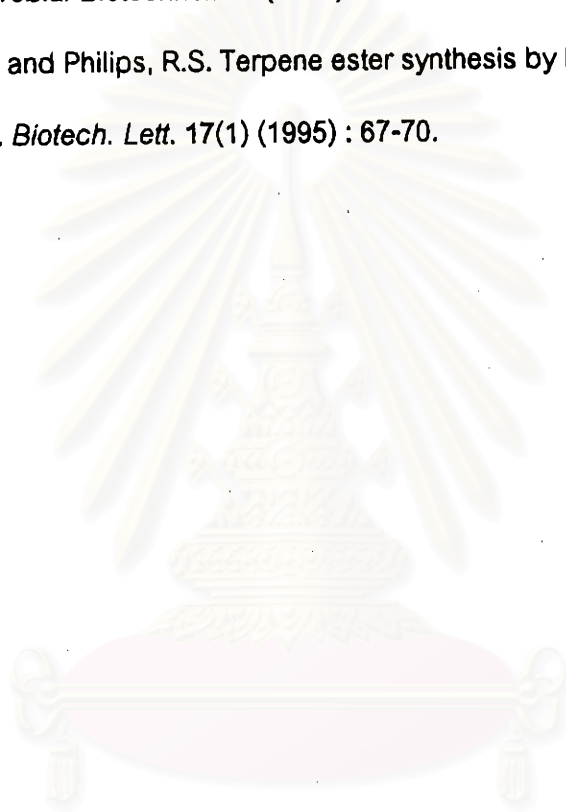 and Philips, R.S. Terpene ester synthesis by
Biotech. Lett. 17(1) (1995) : 67-70.